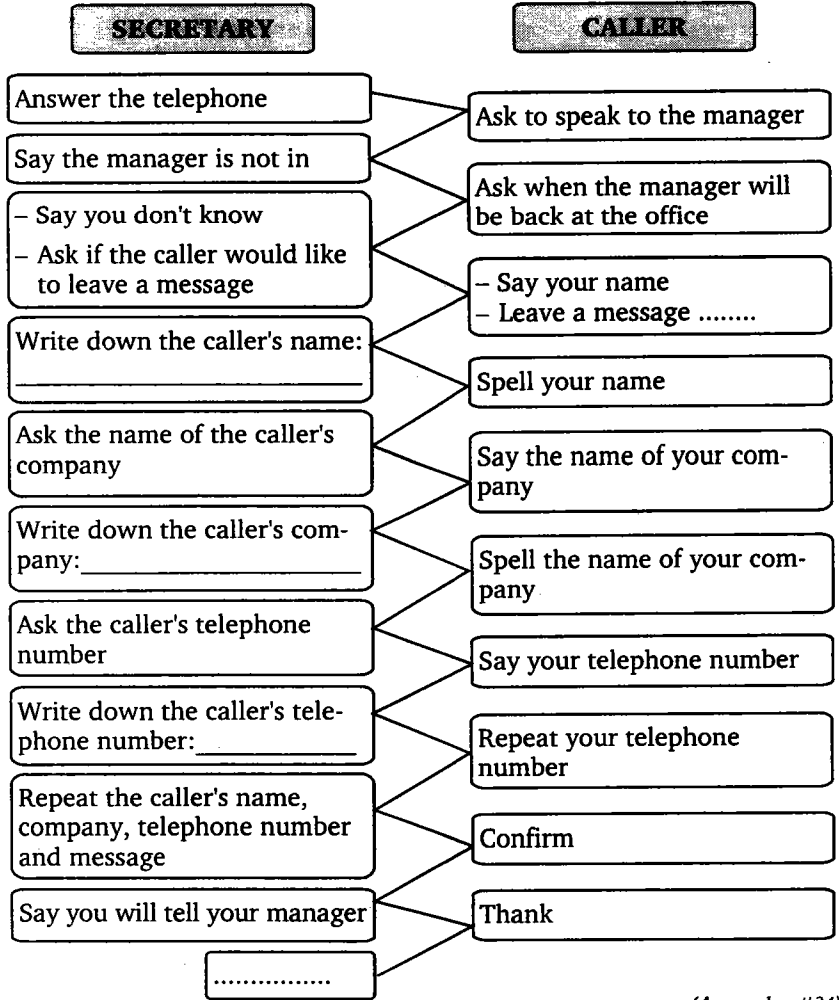 SECRETARY
CALLER
Answer the telephone
Ask to speak to the manager
Say the manager is not in
Ask when the manager will
be back at the office
– Say you don't know
– Ask if the caller would like
to leave a message
– Say your name
– Leave a message ........
Write down the caller's name:
Spell your name
Ask the name of the caller's
company
Say the name of your com-
pany
Write down the caller's com-
pany:
Spell the name of your com-
pany
Ask the caller's telephone
number
Say your telephone number
Write down the caller's tele-
phone number:
Repeat your telephone
number
Repeat the caller's name,
company, telephone number
and message
Confirm
Say you will tell your manager
Thank
................